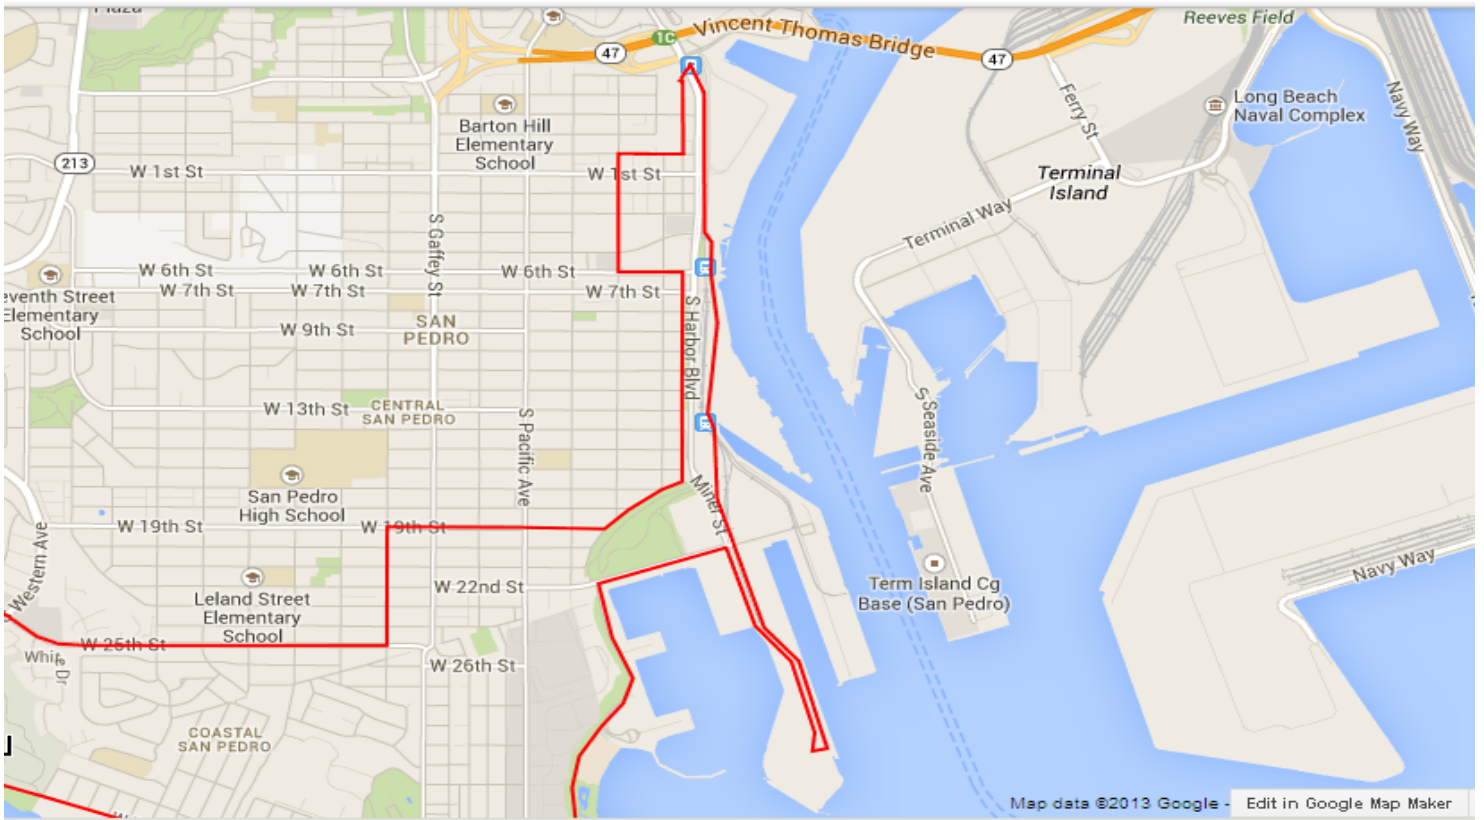 Plaza
1C
Vincent Thomas Bridge
47
47
Reeves Field
Navy Way
Ferry St
Long Beach
Naval Complex
Barton Hill
Elementary
School
213
W 1st St
W 1st St
Terminal
Island
Terminal Way
S Gaffey St
W 6th St
W 6th St
W 6th St
W 7th St
W 7th St
W 7th St
eventh Street
Elementary
School
W 9th St
SAN
PEDRO
S Harbor Blvd
W 13th St
CENTRAL
SAN PEDRO
S Pacific Ave
S Seaside Ave
San Pedro
High School
Miner St
W 19th St
W 19th St
S Western Ave
Leland Street
Elementary
School
W 22nd St
Term Island Cg
Base (San Pedro)
Navy Way
W 25th St
White Dr
W 26th St
COASTAL
SAN PEDRO
Map data ©2013 Google -
Edit in Google Map Maker